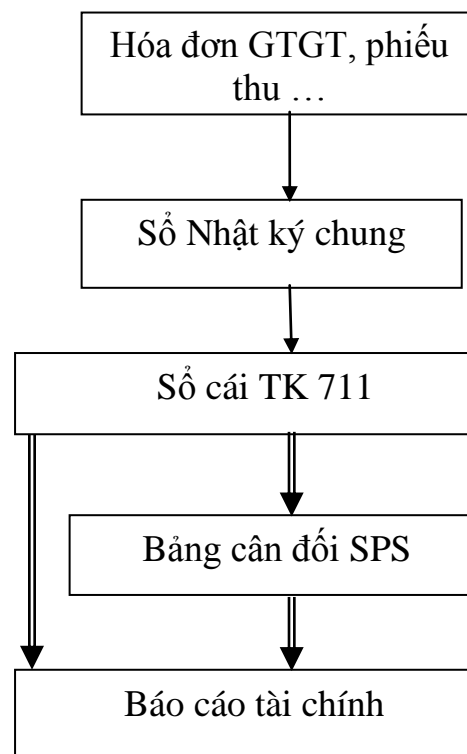 Hóa đơn GTGT, phiếu
thu …
Sổ Nhật ký chung
Sổ cái TK 711
Bảng cân đối SPS
Báo cáo tài chính